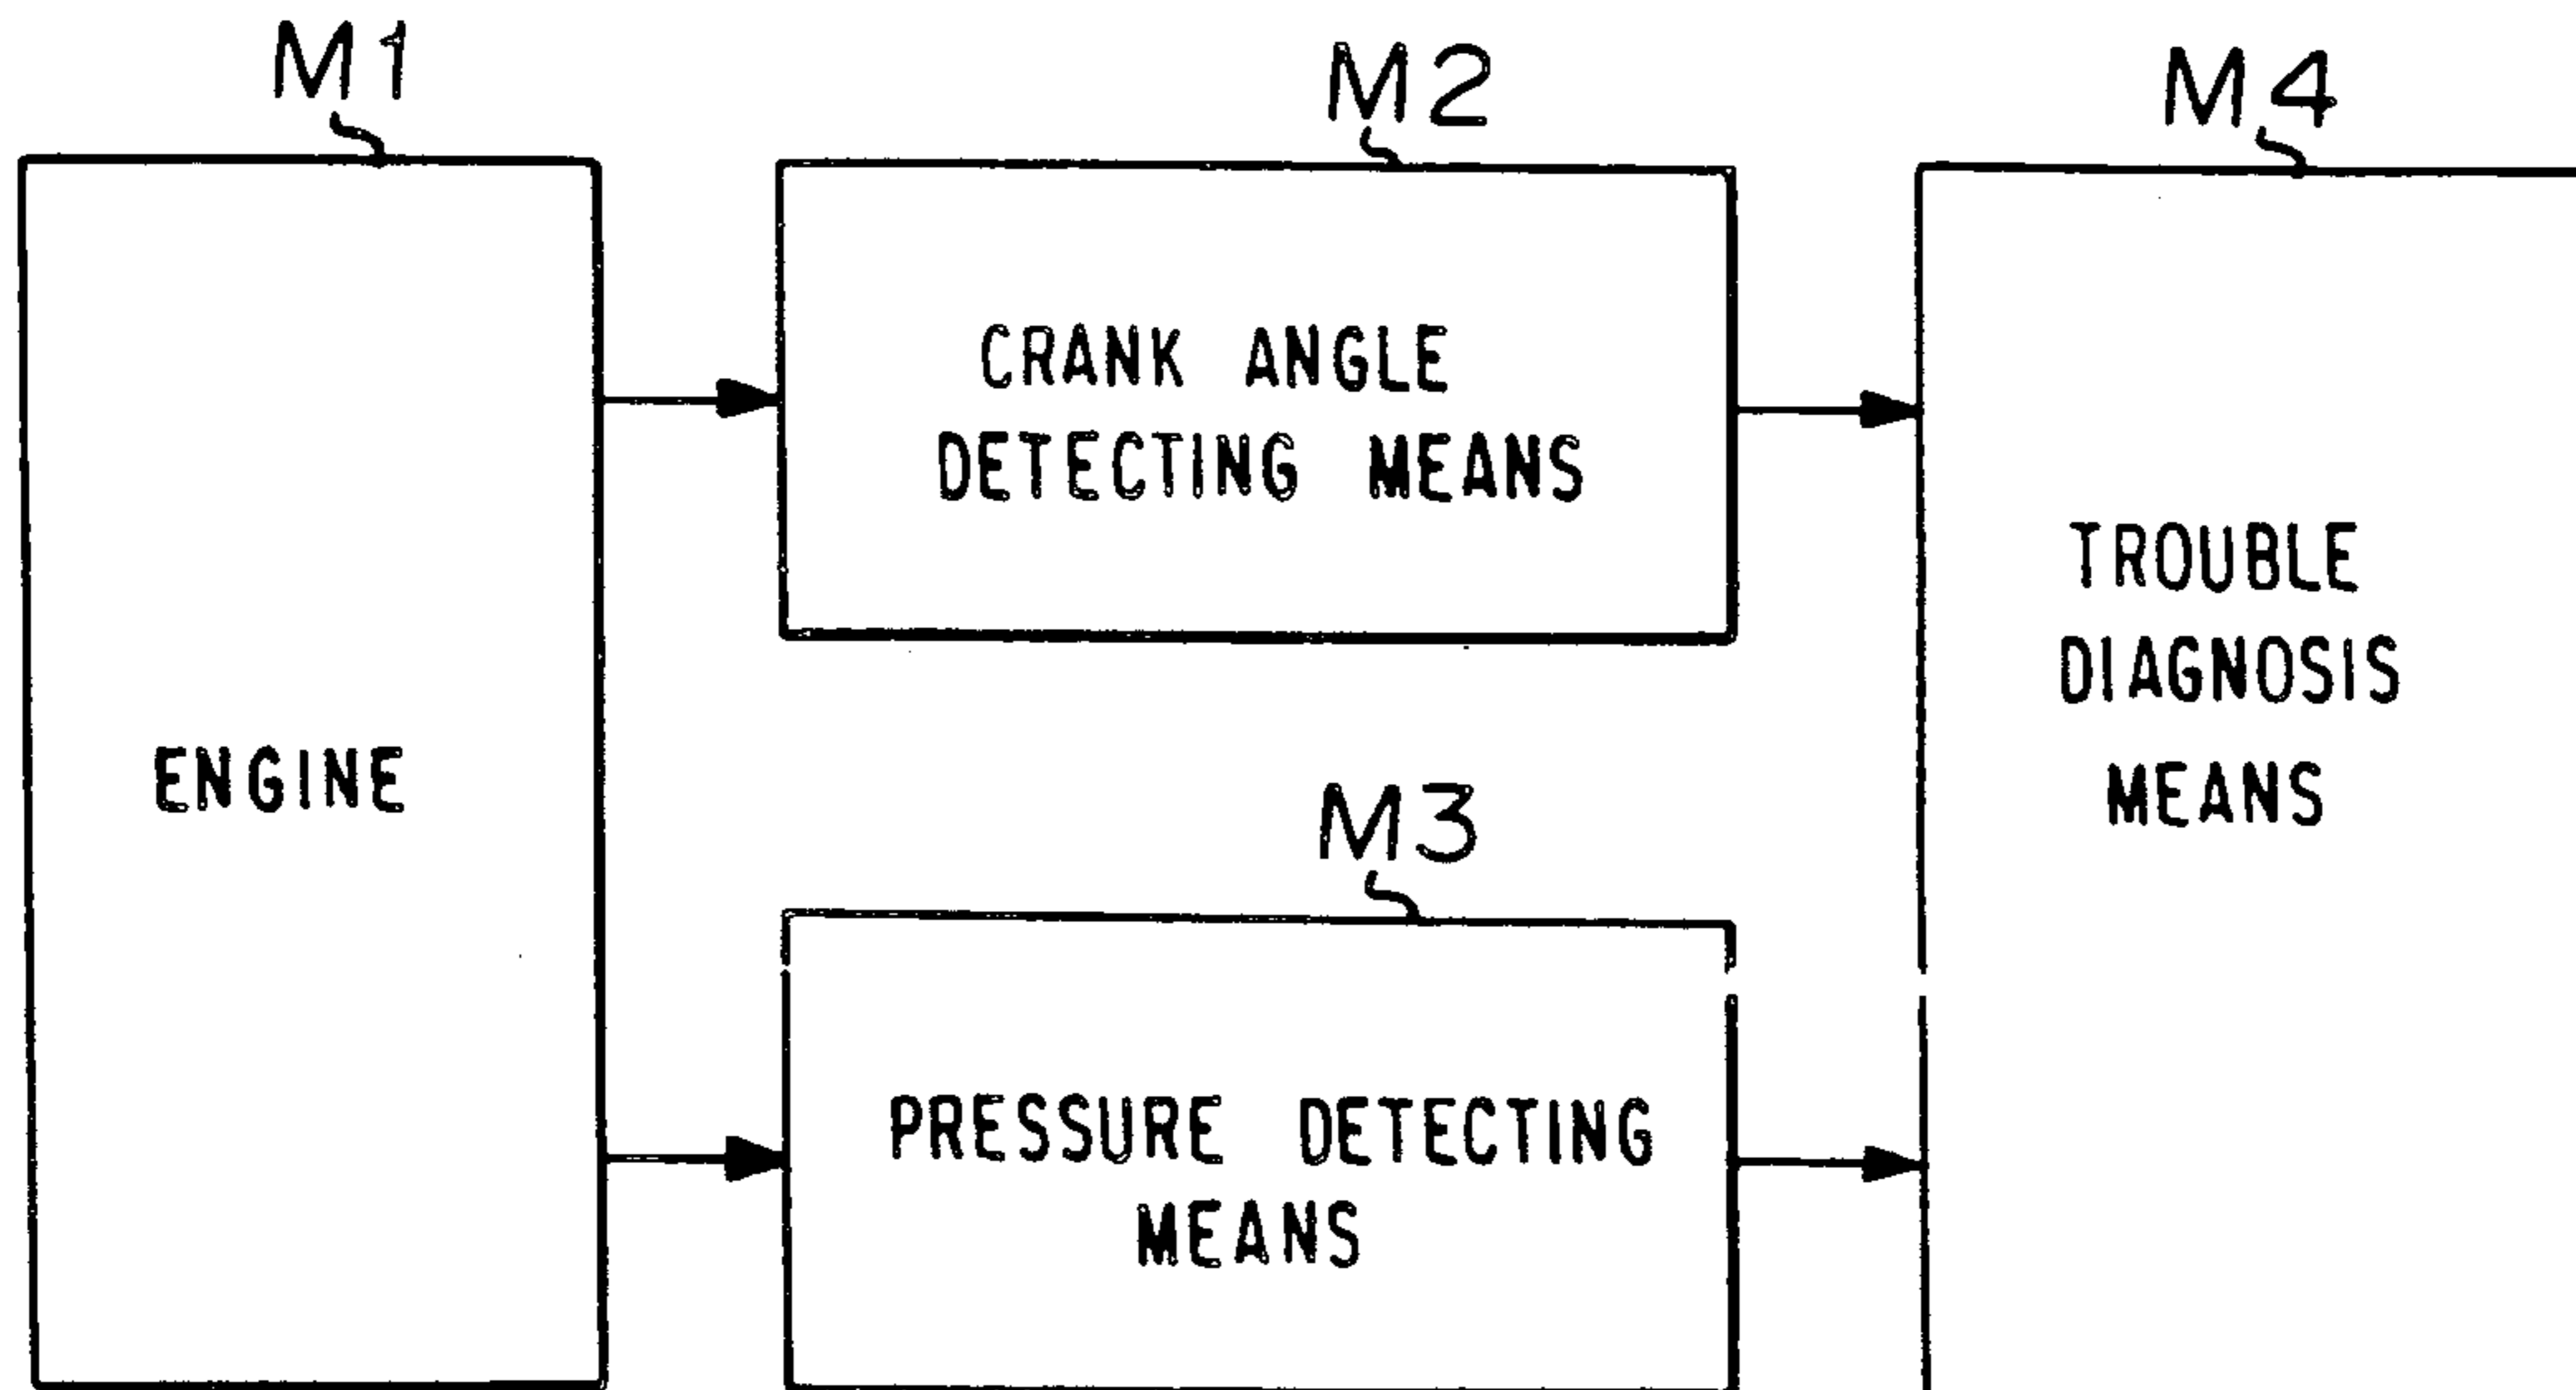 M1
M2
M4
CRANK ANGLE
DETECTING MEANS
TROUBLE
DIAGNOSIS
MEANS
ENGINE
M3
PRESSURE DETECTING
MEANS